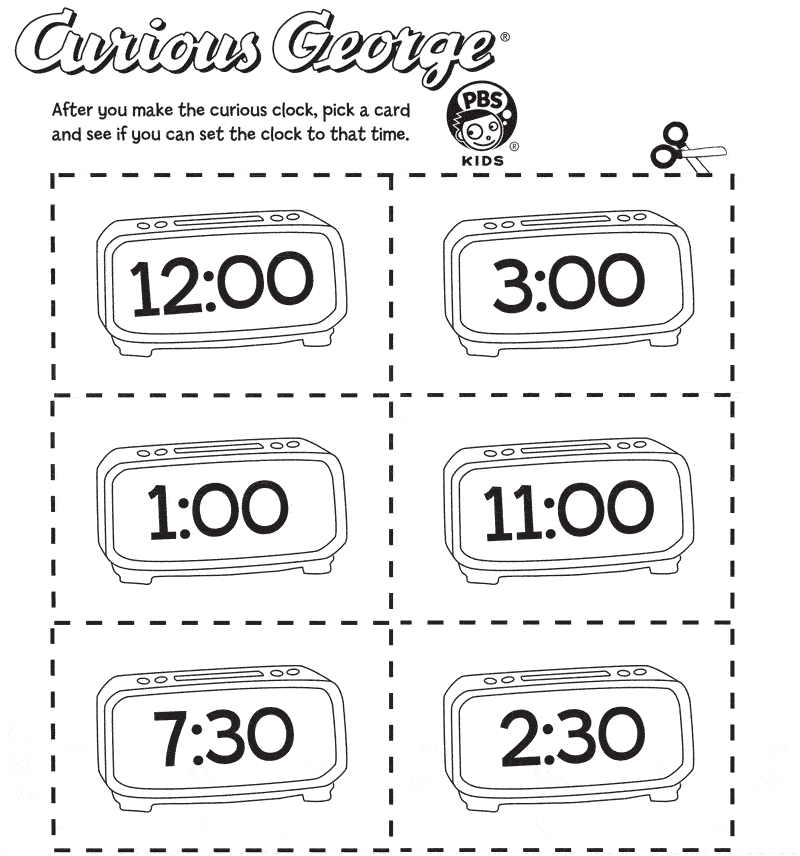 Curious George®
After you make the curious clock, pick a card
and see if you can set the clock to that time.
PBS
KIDS ®
12:00
3:00
1:00
11:00
7:30
2:30